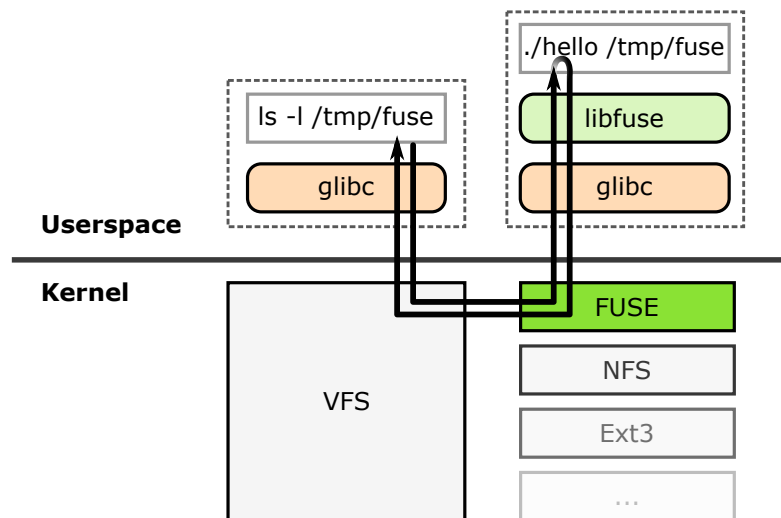 ./hello /tmp/fuse
ls -l /tmp/fuse
libfuse
glibc
glibc
Userspace
Kernel
FUSE
VFS
NFS
Ext3
...